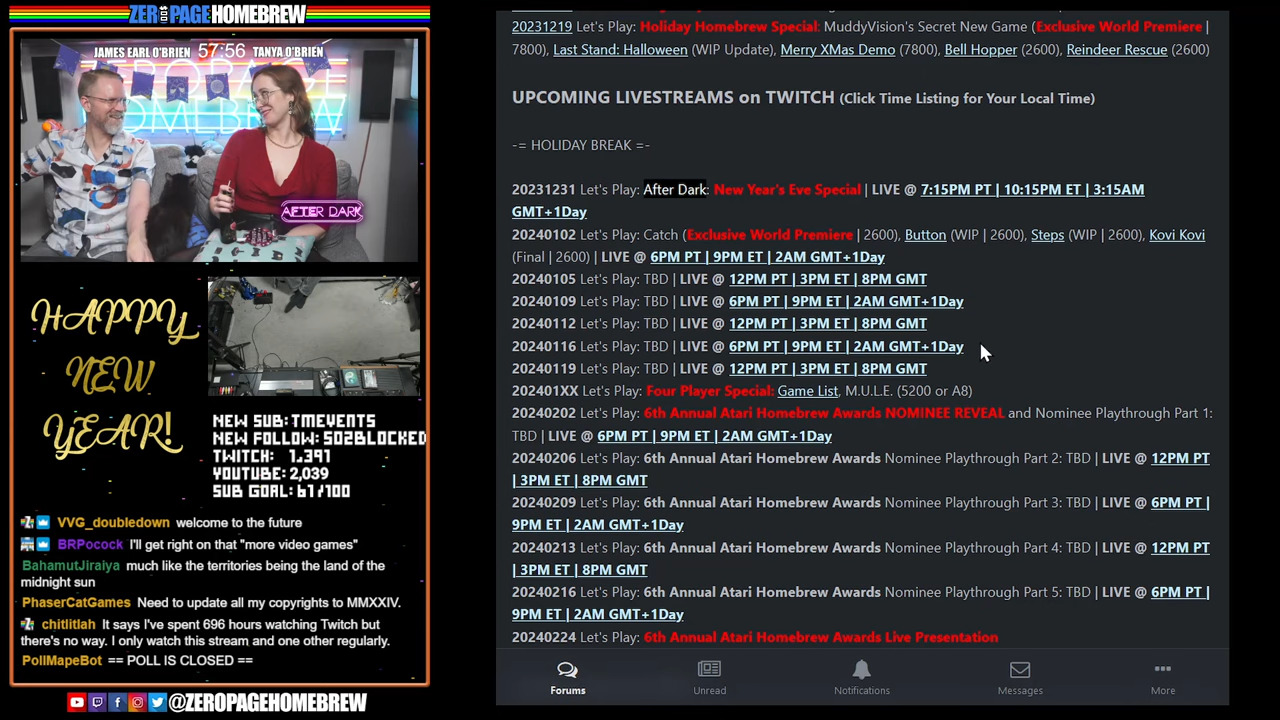 ZEROPAGEHOMEBREW
JAMES EARL O'BRIEN 57:56 TANYA O'BRIEN
AFTER DARK
HAPPY
NEW
YEAR!
NEW SUB: TMEVENTS
NEW FOLLOW: SO2BLOCKED
TWITCH: 1,391
YOUTUBE: 2,039
SUB GOAL: 67/100
VVG_doubledown welcome to the future
BRPocock I'll get right on that "more video games"
BahamutJiraiya much like the territories being the land of the
midnight sun
PhaserCatGames Need to update all my copyrights to MMXXIV.
chitlitlah It says I've spent 696 hours watching Twitch but
there's no way. I only watch this stream and one other regularly.
PollMapeBot == POLL IS CLOSED ==
@ZEROPAGEHOMEBREW
20231219 Let's Play: Holiday Homebrew Special: MuddyVision's Secret New Game (Exclusive World Premiere |
7800), Last Stand: Halloween (WIP Update), Merry XMas Demo (2600), Bell Hopper (2600), Reindeer Rescue (2600)
UPCOMING LIVESTREAMS on TWITCH (Click Time Listing for Your Local Time)
-= HOLIDAY BREAK =-
20231231 Let's Play: After Dark: New Year's Eve Special | LIVE @ 7:15PM PT | 10:15PM ET | 3:15AM
GMT+1Day
20240102 Let's Play: Catch (Exclusive World Premiere | 2600), Button (WIP | 2600), Steps (WIP | 2600), Kovi Kovi
(Final | 2600) | LIVE @ 6PM PT | 9PM ET | 2AM GMT+1Day
20240105 Let's Play: TBD | LIVE @ 12PM PT | 3PM ET | 8PM GMT
20240109 Let's Play: TBD | LIVE @ 6PM PT | 9PM ET | 2AM GMT+1Day
20240112 Let's Play: TBD | LIVE @ 12PM PT | 3PM ET | 8PM GMT
20240116 Let's Play: TBD | LIVE @ 6PM PT | 9PM ET | 2AM GMT+1Day
20240119 Let's Play: TBD | LIVE @ 12PM PT | 3PM ET | 8PM GMT
202401XX Let's Play: Four Player Special: Game List, M.U.L.E. (5200 or A8)
20240202 Let's Play: 6th Annual Atari Homebrew Awards NOMINEE REVEAL and Nominee Playthrough Part 1:
TBD | LIVE @ 6PM PT | 9PM ET | 2AM GMT+1Day
20240206 Let's Play: 6th Annual Atari Homebrew Awards Nominee Playthrough Part 2: TBD | LIVE @ 12PM PT
| 3PM ET | 8PM GMT
20240209 Let's Play: 6th Annual Atari Homebrew Awards Nominee Playthrough Part 3: TBD | LIVE @ 6PM PT |
9PM ET | 2AM GMT+1Day
20240213 Let's Play: 6th Annual Atari Homebrew Awards Nominee Playthrough Part 4: TBD | LIVE @ 12PM PT
| 3PM ET | 8PM GMT
20240216 Let's Play: 6th Annual Atari Homebrew Awards Nominee Playthrough Part 5: TBD | LIVE @ 6PM PT |
9PM ET | 2AM GMT+1Day
20240224 Let's Play: 6th Annual Atari Homebrew Awards Live Presentation
Forums
Unread
Notifications
Messages
More